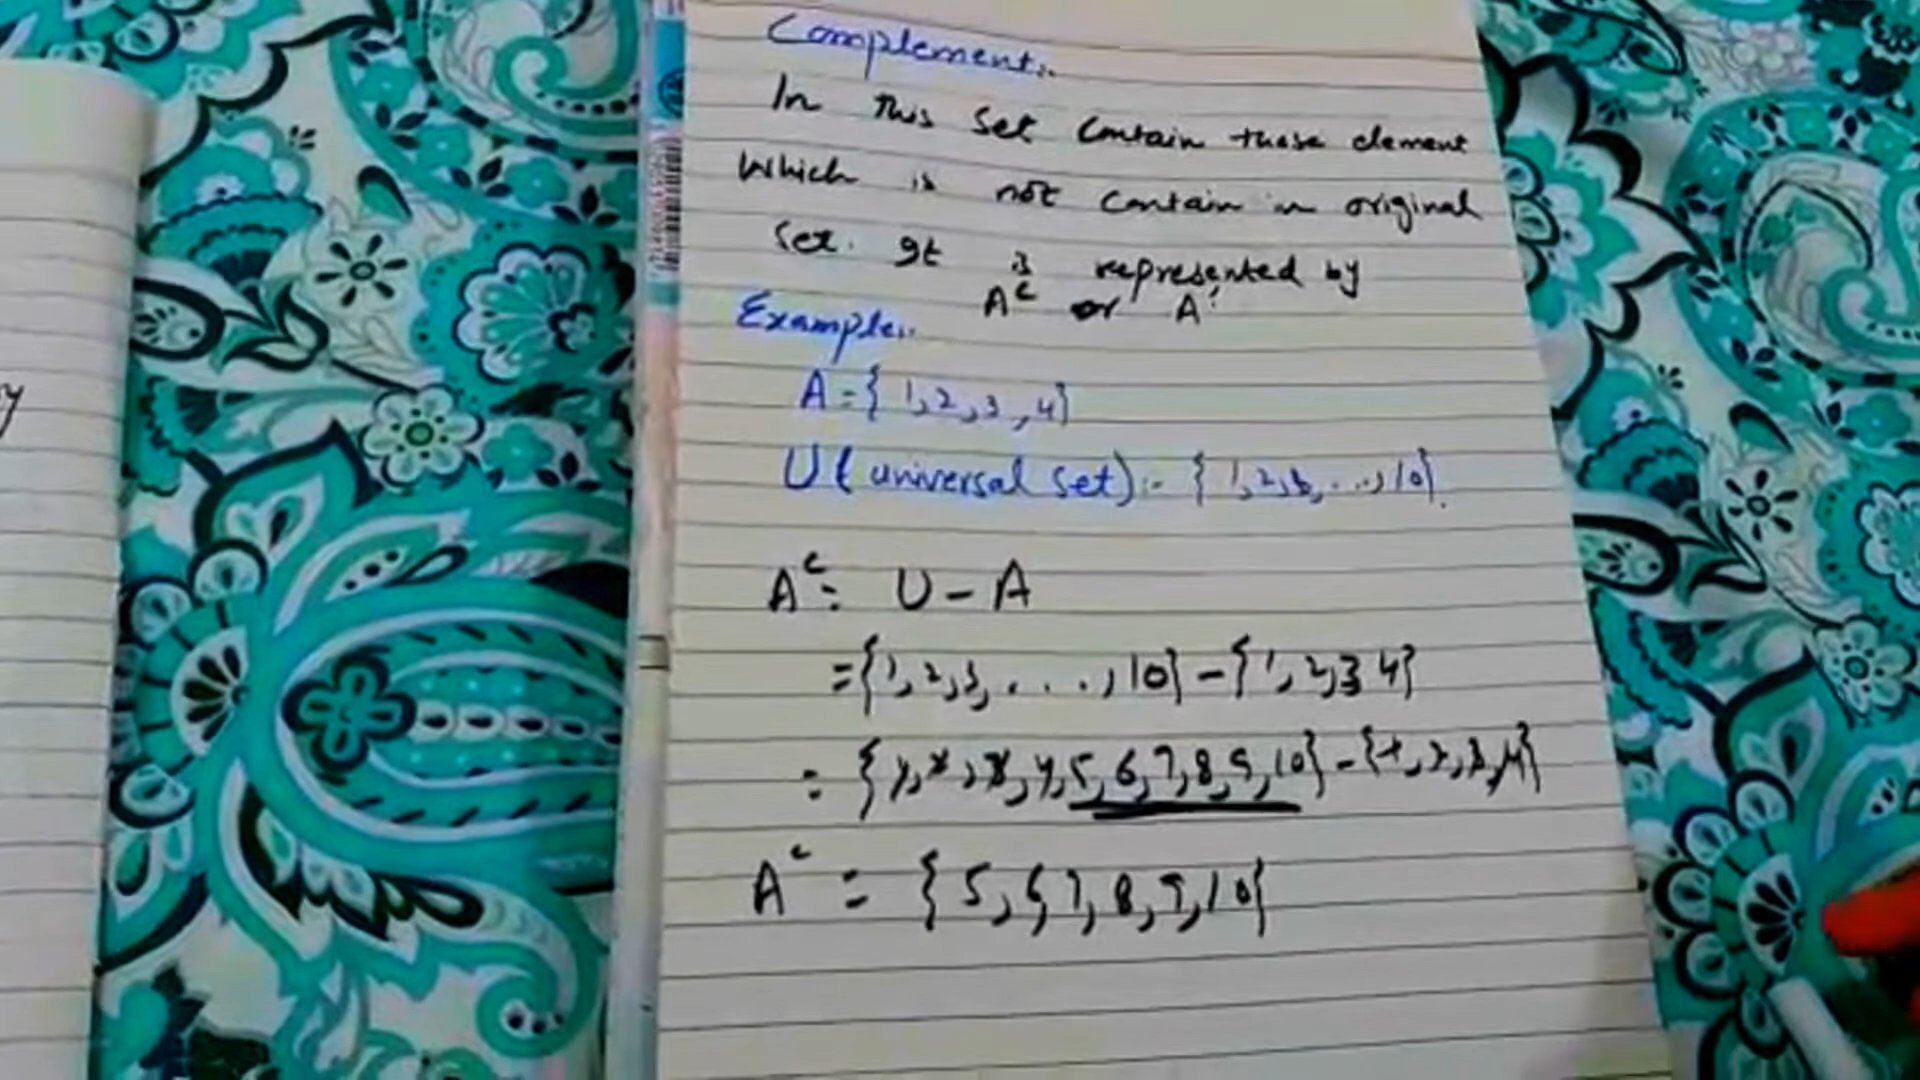 Complement:-
In This Set Contain these element
Which is not contain in original
Set. It is represented by
A^c or A'
Example:-
A = { 1, 2, 3, 4}
U (universal set) :- { 1, 2, 3, ..., 10}.
A^c = U - A
= {1, 2, 3, . . . , 10} - {1, 2, 3 4}
= {1, 2, 3, 4, 5, 6, 7, 8, 9, 10} - {1, 2, 3, 4}
A^c = { 5, 6, 7, 8, 9, 10}